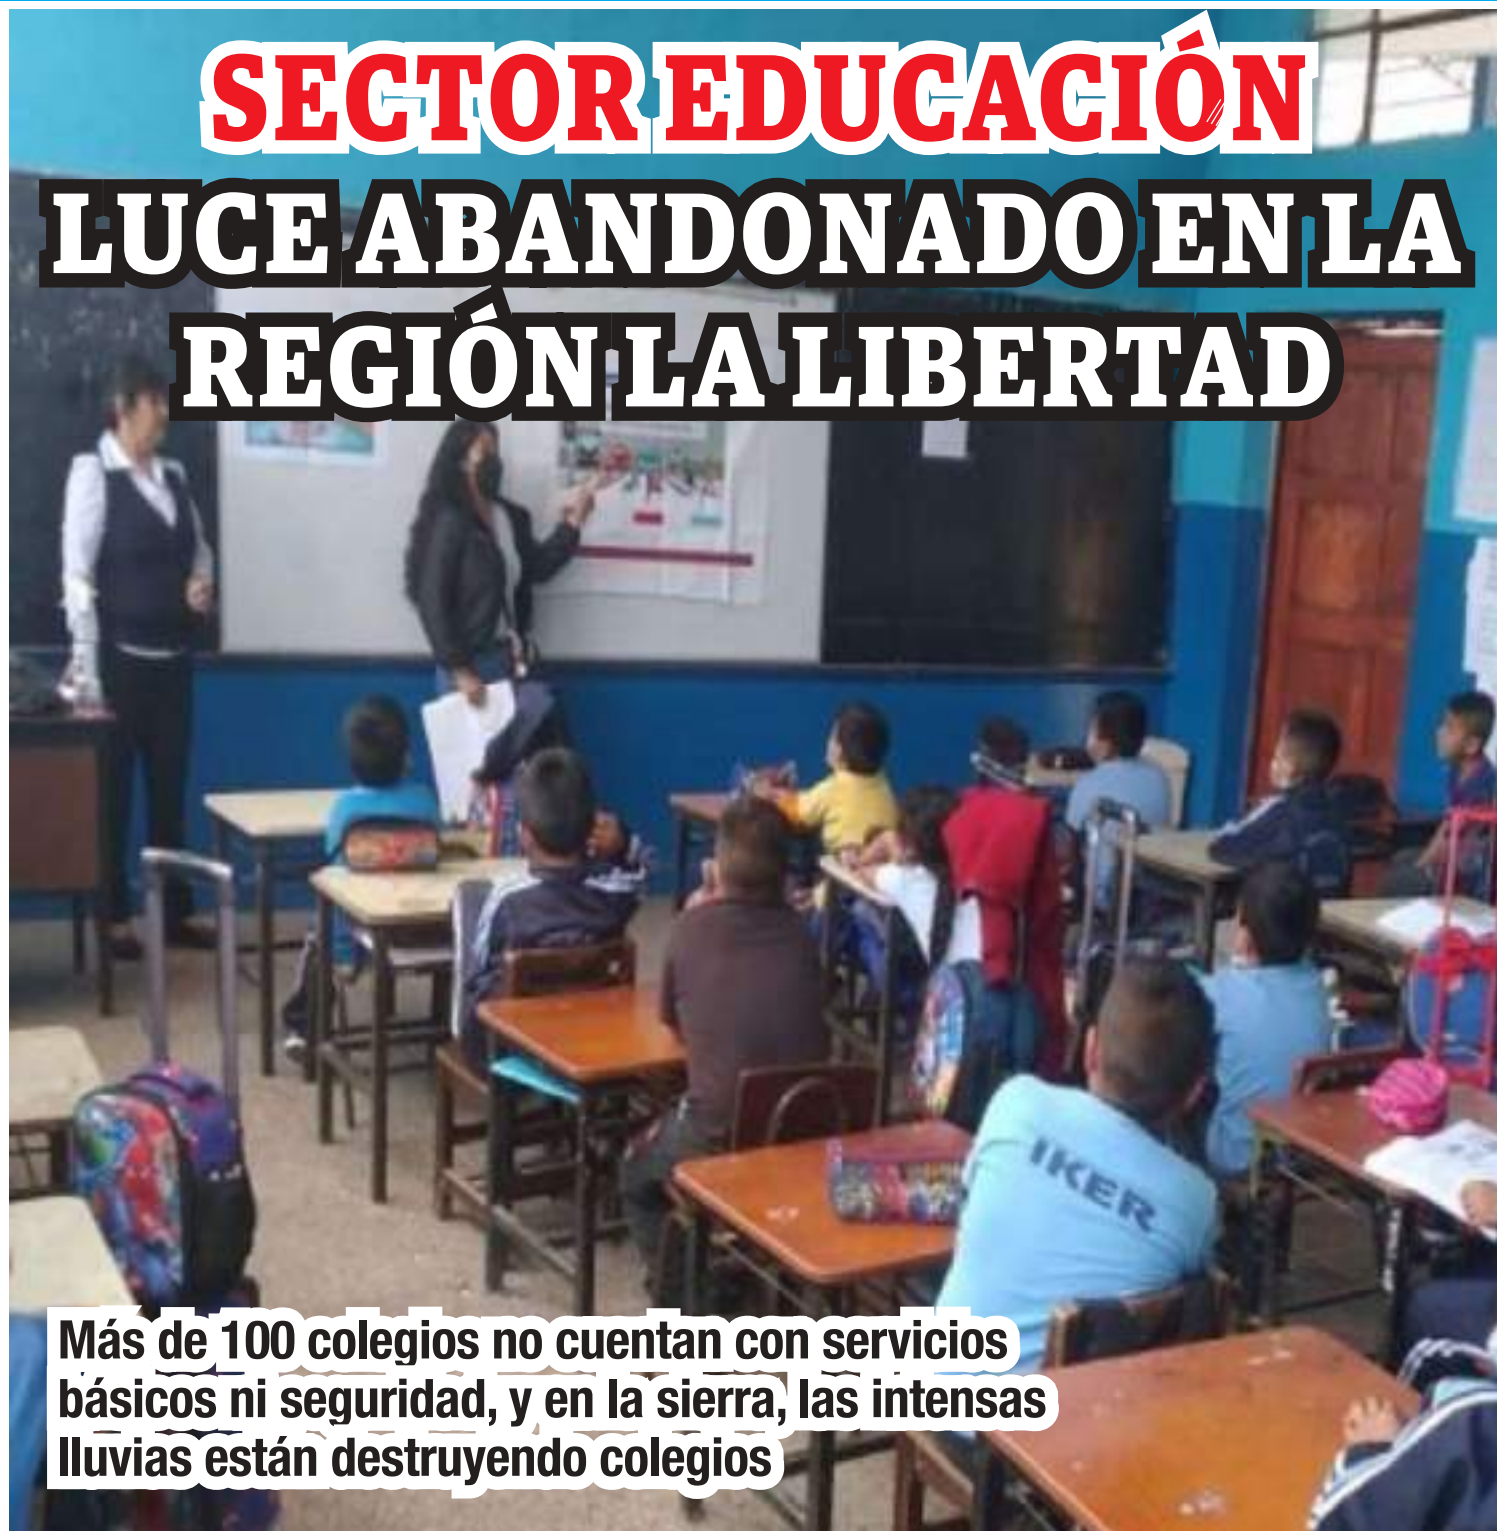 SECTOR EDUCACIÓN
LUCE ABANDONADO EN LA
REGIÓN LA LIBERTAD
IKER
Más de 100 colegios no cuentan con servicios
básicos ni seguridad, y en la sierra, las intensas
lluvias están destruyendo colegios